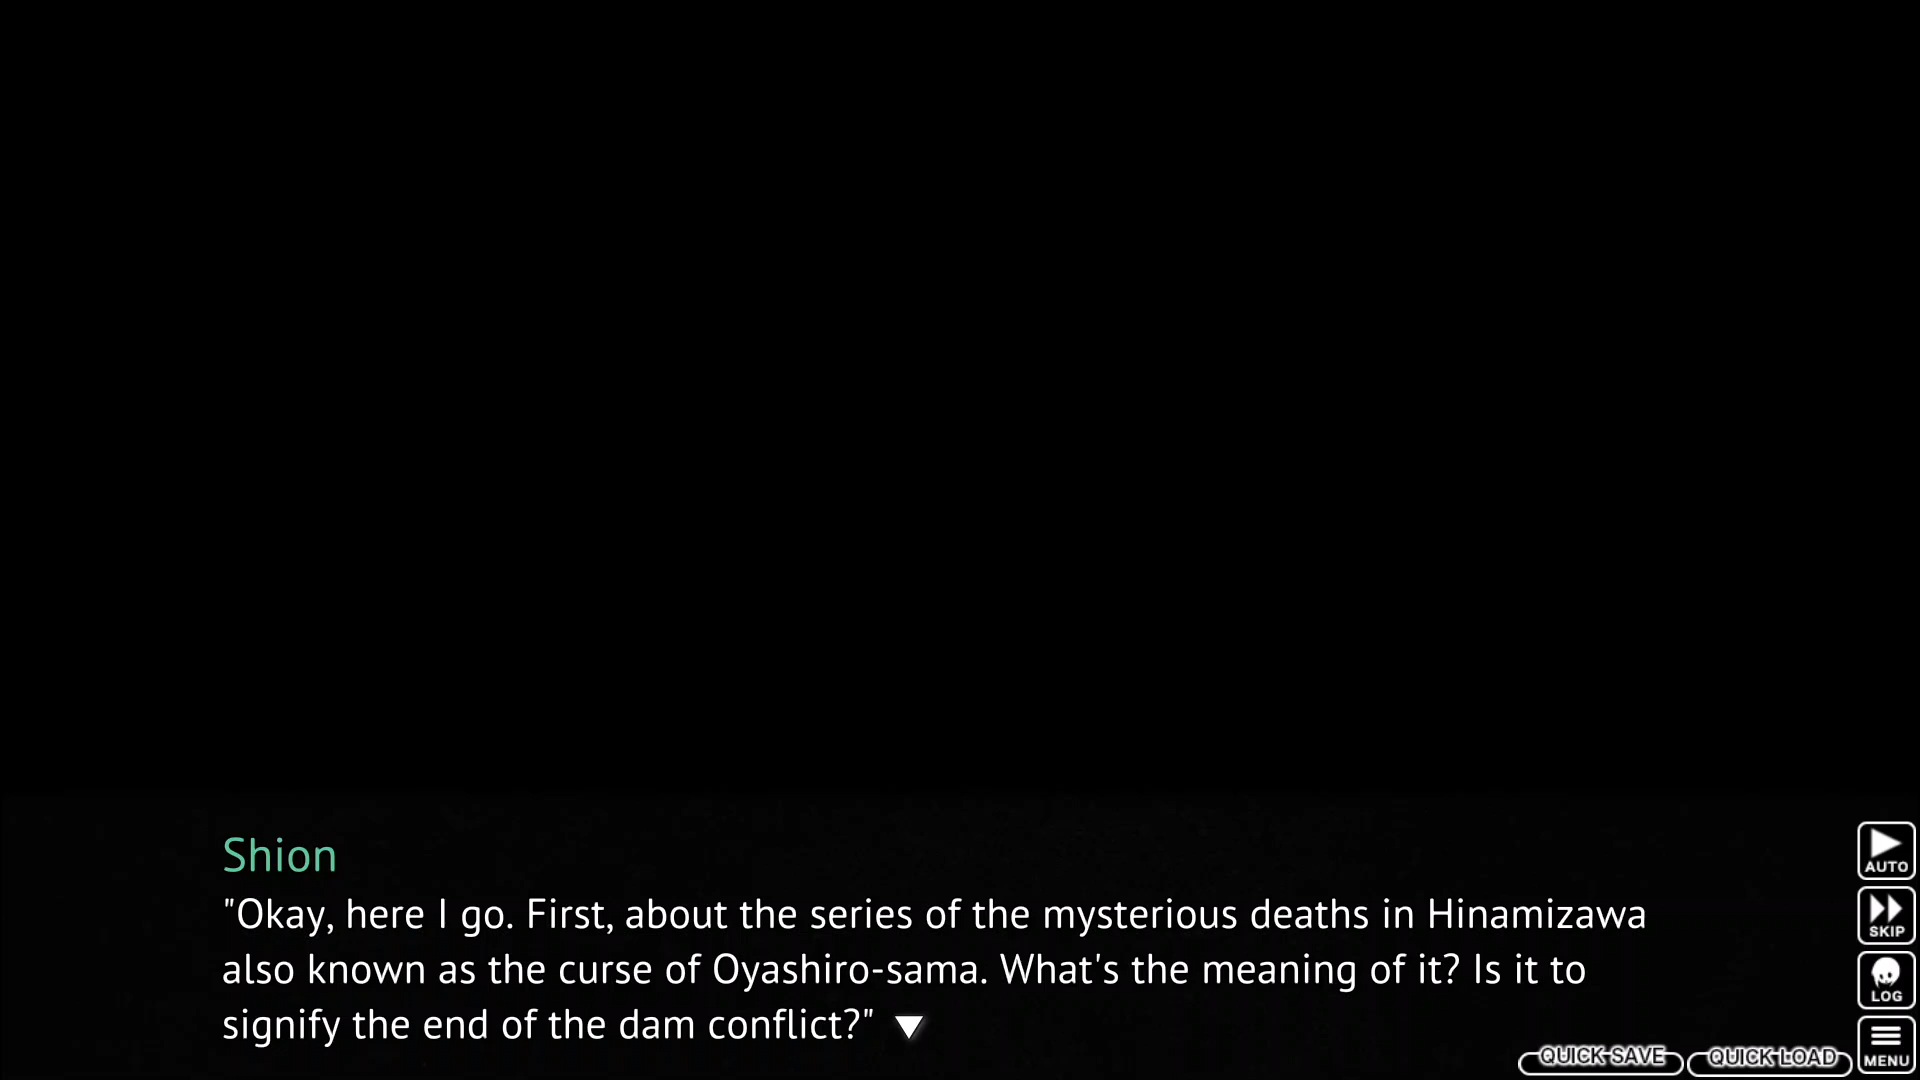 Shion
"Okay, here I go. First, about the series of the mysterious deaths in Hinamizawa
also known as the curse of Oyashiro-sama. What's the meaning of it? Is it to
signify the end of the dam conflict?"
AUTO
SKIP
LOG
MENU
QUICK SAVE
QUICK LOAD